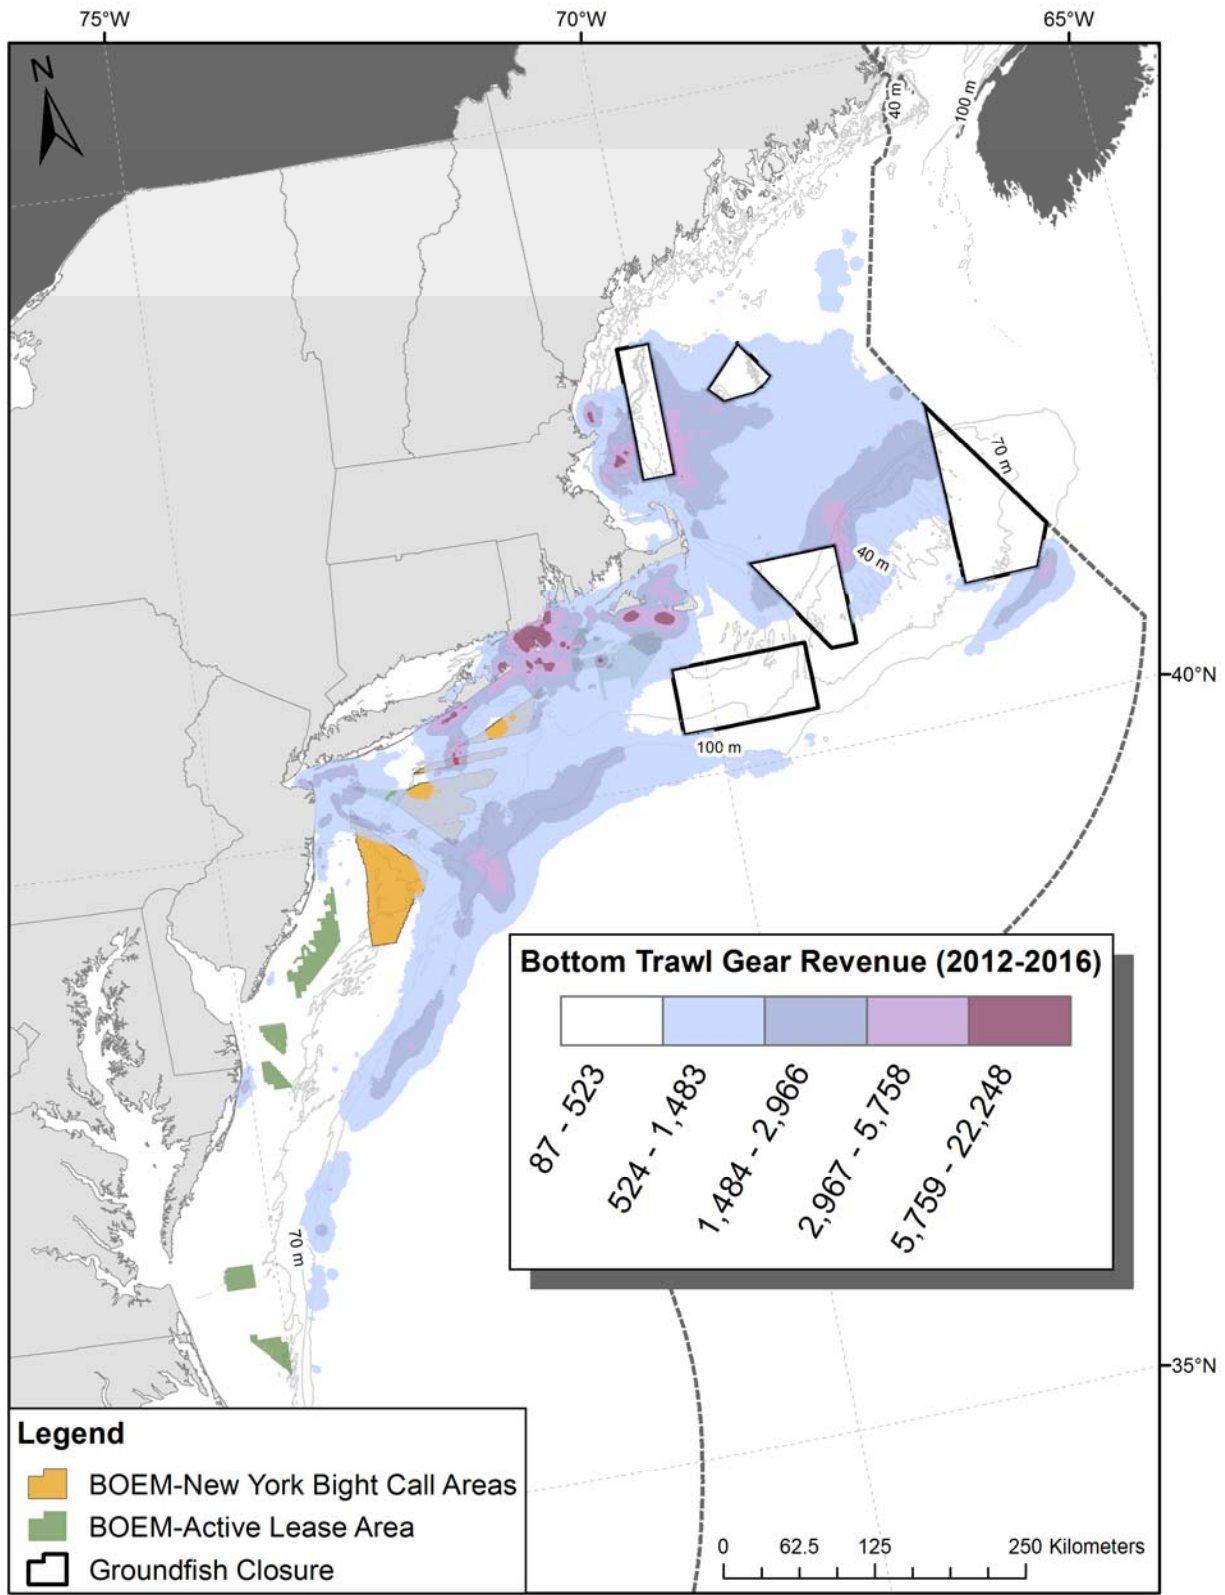 75°W
70°W
65°W
N
40 m
100 m
70 m
40 m
40°N
100 m
Bottom Trawl Gear Revenue (2012-2016)
87 - 523
524 - 1,483
1,484 - 2,966
2,967 - 5,758
5,759 - 22,248
70 m
35°N
Legend
BOEM-New York Bight Call Areas
BOEM-Active Lease Area
Groundfish Closure
0 62.5 125 250 Kilometers